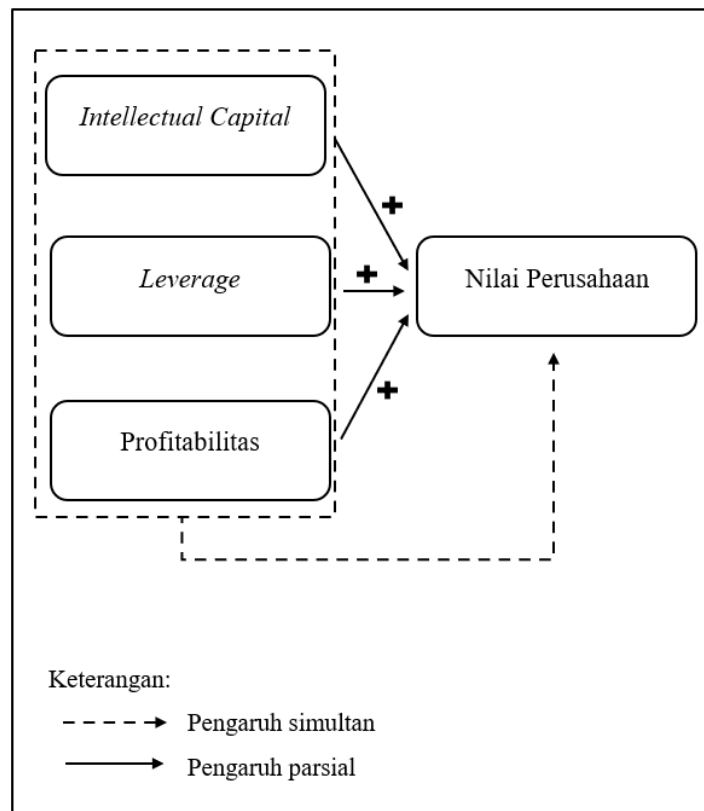 Intellectual Capital
+
Leverage
+
Nilai Perusahaan
Profitabilitas
+
Keterangan:
Pengaruh simultan
Pengaruh parsial